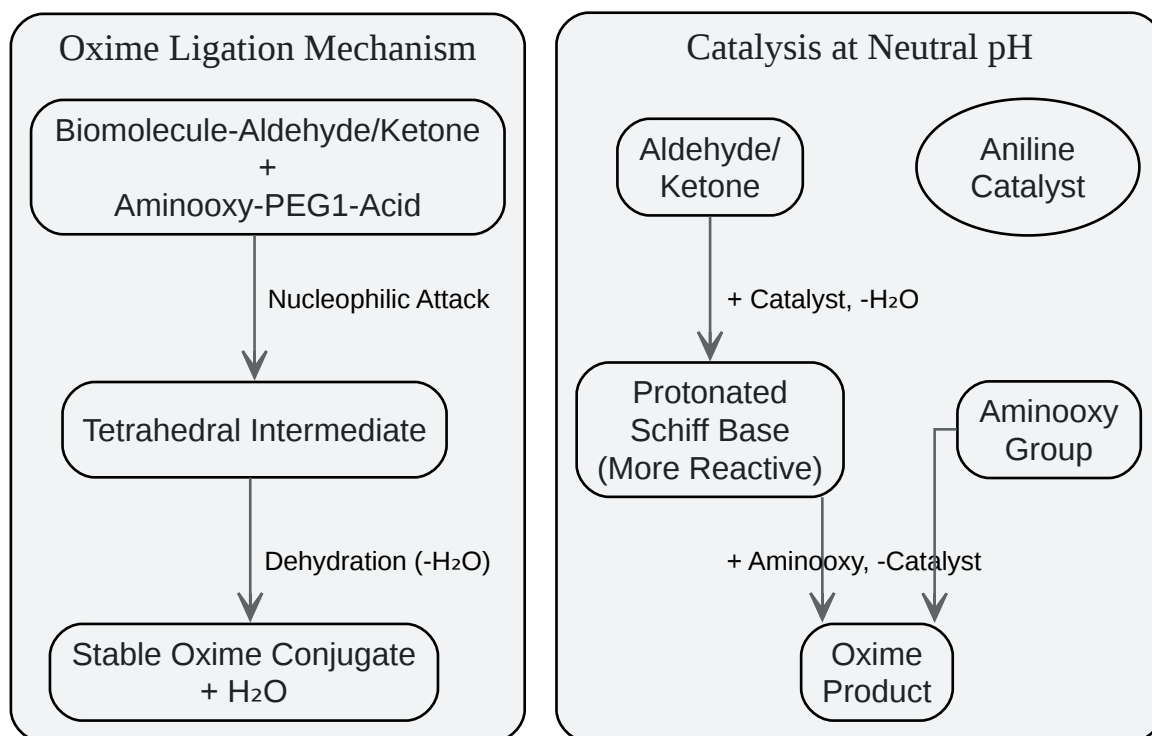 Oxime Ligation Mechanism
Biomolecule-Aldehyde/Ketone
+
Aminooxy-PEG1-Acid
Nucleophilic Attack
Tetrahedral Intermediate
Dehydration (-H₂O)
Stable Oxime Conjugate
+ H₂O
Catalysis at Neutral pH
Aldehyde/
Ketone
Aniline
Catalyst
+ Catalyst, -H₂O
Protonated
Schiff Base
(More Reactive)
Aminooxy
Group
+ Aminooxy, -Catalyst
Oxime
Product